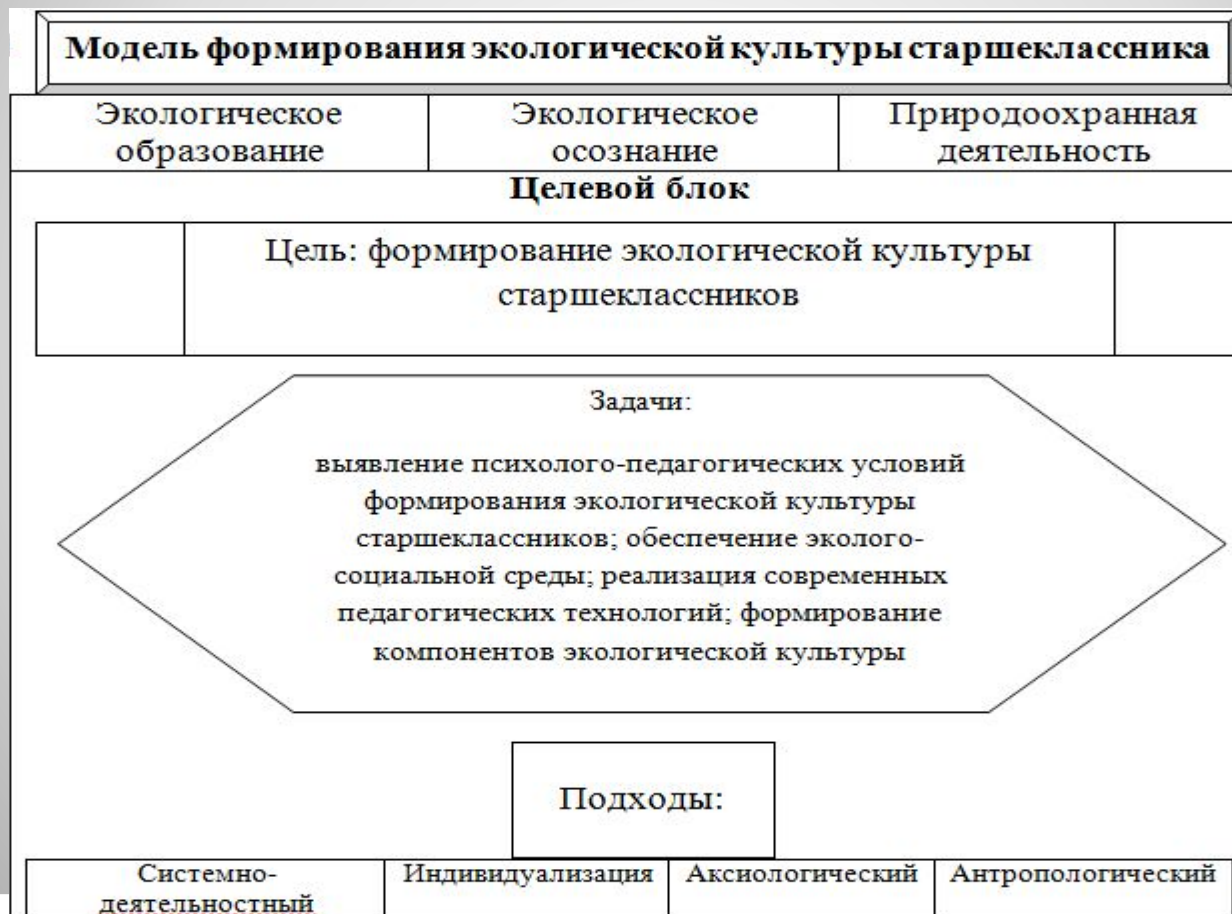 Модель формирования экологической культуры старшеклассника
Экологическое образование
Экологическое осознание
Природоохранная деятельность
Целевой блок
Цель: формирование экологической культуры
старшеклассников
Задачи:
выявление психолого-педагогических условий
формирования экологической культуры
старшеклассников; обеспечение эколого-
социальной среды; реализация современных
педагогических технологий; формирование
компонентов экологической культуры
Подходы:
Системно-
деятельностный
Индивидуализация
Аксиологический
Антропологический